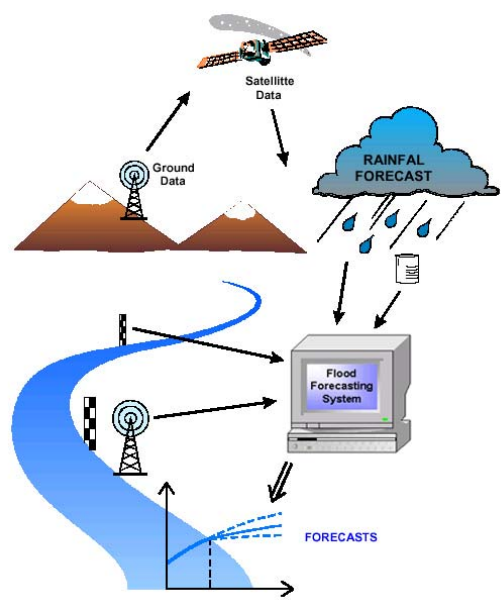 Satellitte
Data
Ground
Data
RAINFAL
FORECAST
Flood
Forecasting
System
FORECASTS